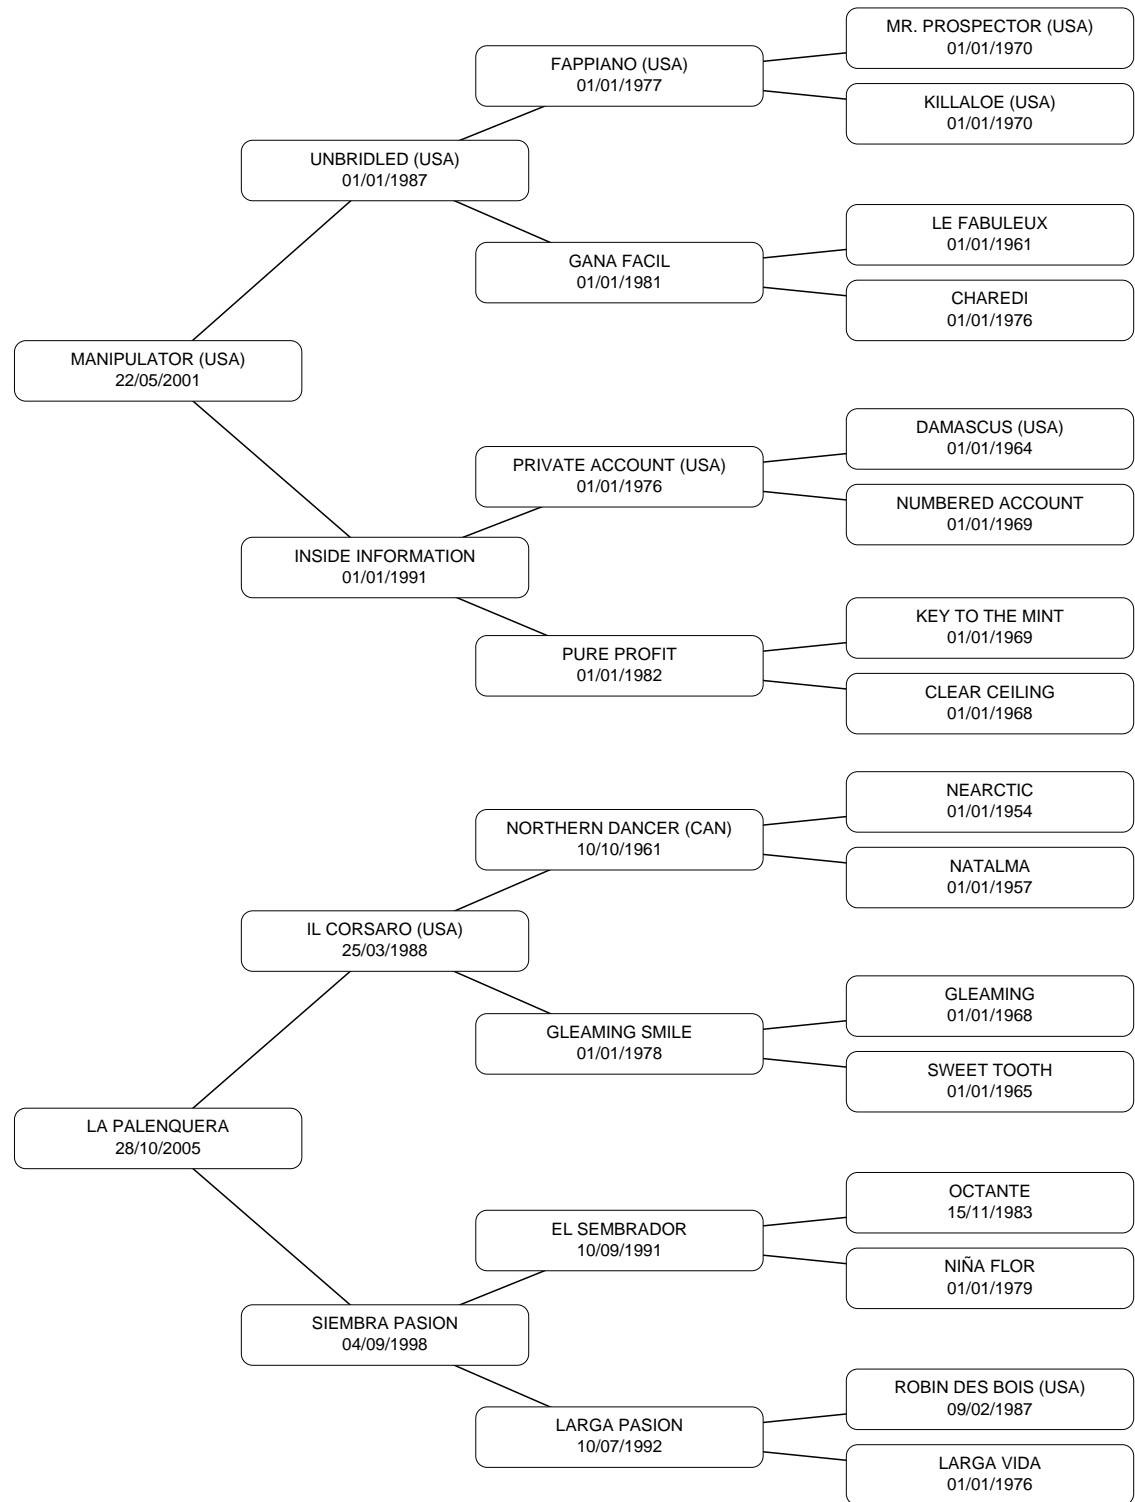 MR. PROSPECTOR (USA)
01/01/1970
FAPPIANO (USA)
01/01/1977
KILLALOE (USA)
01/01/1970
UNBRIDLED (USA)
01/01/1987
LE FABULEUX
01/01/1961
GANA FACIL
01/01/1981
CHAREDI
01/01/1976
MANIPULATOR (USA)
22/05/2001
DAMASCUS (USA)
01/01/1964
PRIVATE ACCOUNT (USA)
01/01/1976
NUMBERED ACCOUNT
01/01/1969
INSIDE INFORMATION
01/01/1991
KEY TO THE MINT
01/01/1969
PURE PROFIT
01/01/1982
CLEAR CEILING
01/01/1968
NEARCTIC
01/01/1954
NORTHERN DANCER (CAN)
10/10/1961
NATALMA
01/01/1957
IL CORSARO (USA)
25/03/1988
GLEAMING
01/01/1968
GLEAMING SMILE
01/01/1978
SWEET TOOTH
01/01/1965
LA PALENQUERA
28/10/2005
OCTANTE
15/11/1983
EL SEMBRADOR
10/09/1991
NIÑA FLOR
01/01/1979
SIEMBRA PASION
04/09/1998
ROBIN DES BOIS (USA)
09/02/1987
LARGA PASION
10/07/1992
LARGA VIDA
01/01/1976